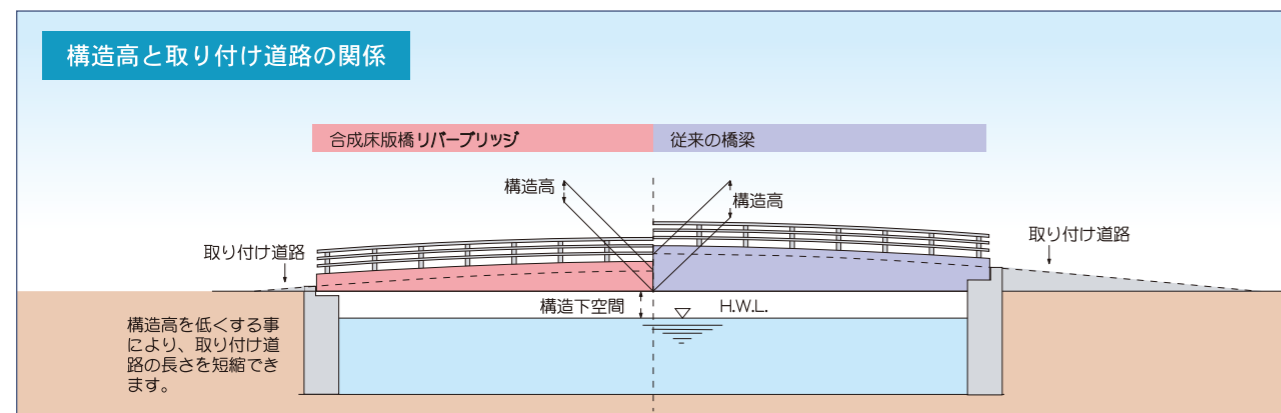 構造高と取り付け道路の関係
合成床版橋リバーブリッジ
従来の橋梁
構造高
構造高
取り付け道路
取り付け道路
構造下空間
H.W.L.
構造高を低くする事
により、取り付け道
路の長さを短縮でき
ます。